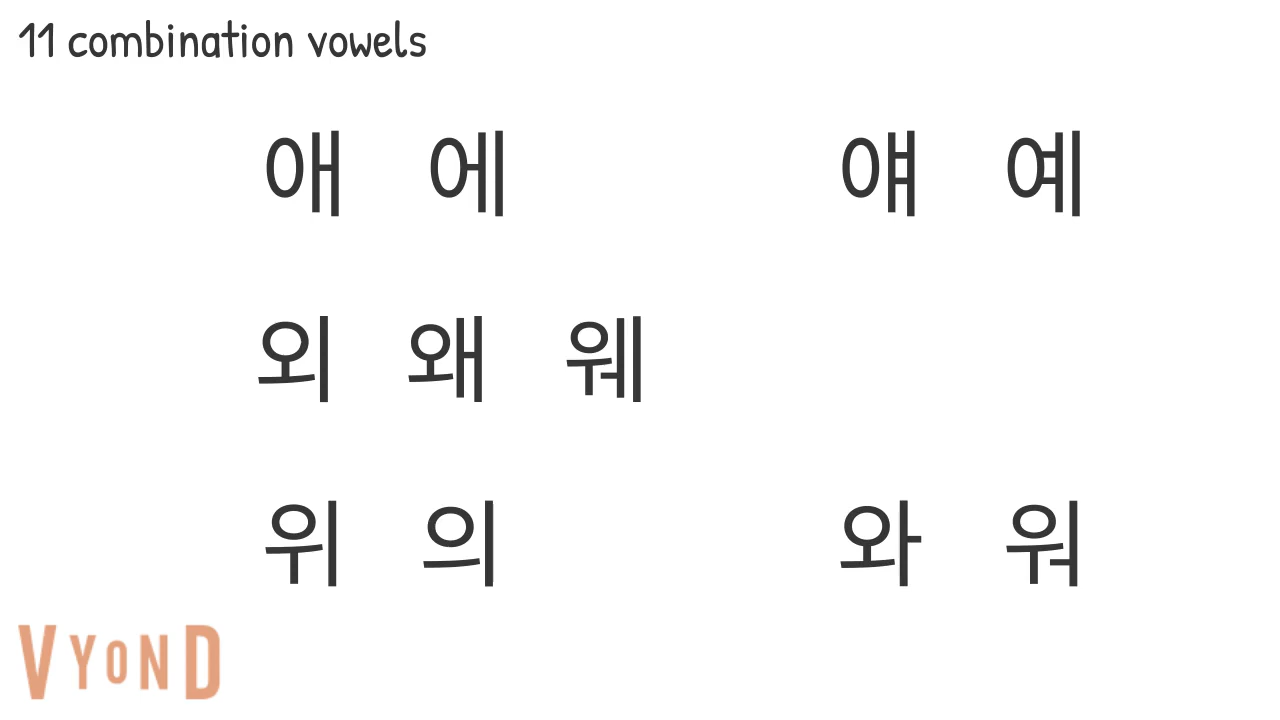 11 combination vowels
애 에 얘 예
외 왜 웨
위 의 와 워
VYOND